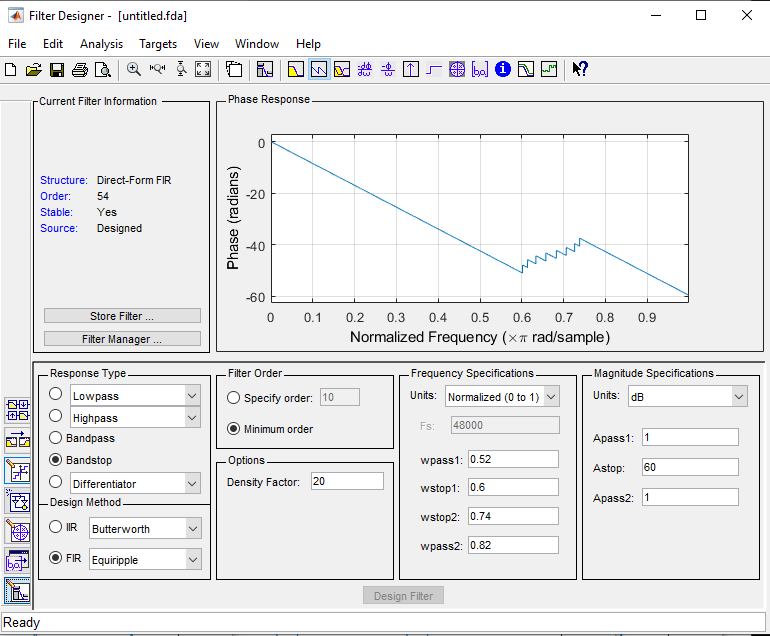 Filter Designer - [untitled.fda]
File Edit Analysis Targets View Window Help
Current Filter Information
Structure: Direct-Form FIR
Order: 54
Stable: Yes
Source: Designed
Store Filter ...
Filter Manager ...
Phase Response
Phase (radians)
0
-20
-40
-60
0 0.1 0.2 0.3 0.4 0.5 0.6 0.7 0.8 0.9
Normalized Frequency (×π rad/sample)
Response Type
Lowpass
Highpass
Bandpass
Bandstop
Differentiator
Design Method
IIR Butterworth
FIR Equiripple
Filter Order
Specify order: 10
Minimum order
Options
Density Factor: 20
Frequency Specifications
Units: Normalized (0 to 1)
Fs: 48000
wpass1: 0.52
wstop1: 0.6
wstop2: 0.74
wpass2: 0.82
Magnitude Specifications
Units: dB
Apass1: 1
Astop: 60
Apass2: 1
Design Filter
Ready